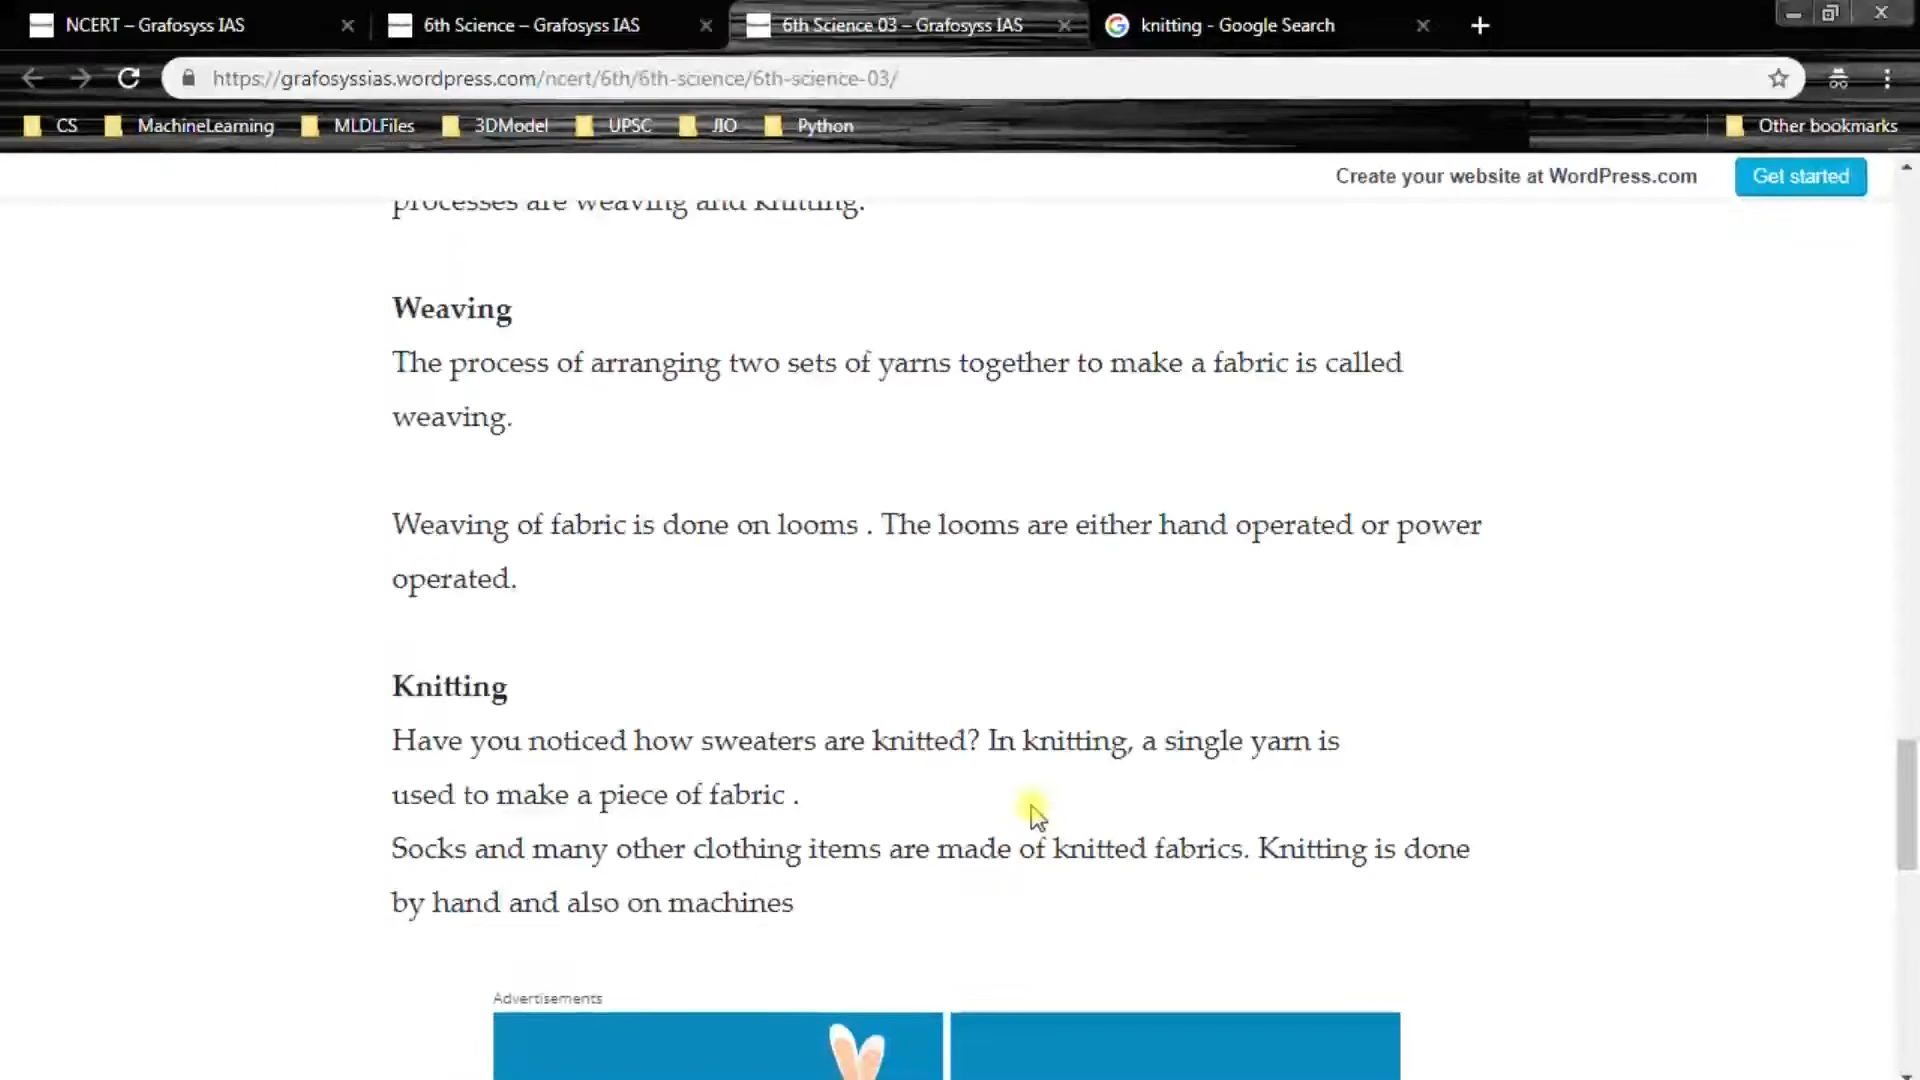 NCERT – Grafosyss IAS
6th Science – Grafosyss IAS
6th Science 03 – Grafosyss IAS
knitting - Google Search
https://grafosyssias.wordpress.com/ncert/6th/6th-science/6th-science-03/
CS
MachineLearning
MLDLFiles
3DModel
UPSC
JIO
Python
Other bookmarks
Create your website at WordPress.com
Get started
processes are weaving and knitting.
Weaving
The process of arranging two sets of yarns together to make a fabric is called
weaving.
Weaving of fabric is done on looms . The looms are either hand operated or power
operated.
Knitting
Have you noticed how sweaters are knitted? In knitting, a single yarn is
used to make a piece of fabric .
Socks and many other clothing items are made of knitted fabrics. Knitting is done
by hand and also on machines
Advertisements